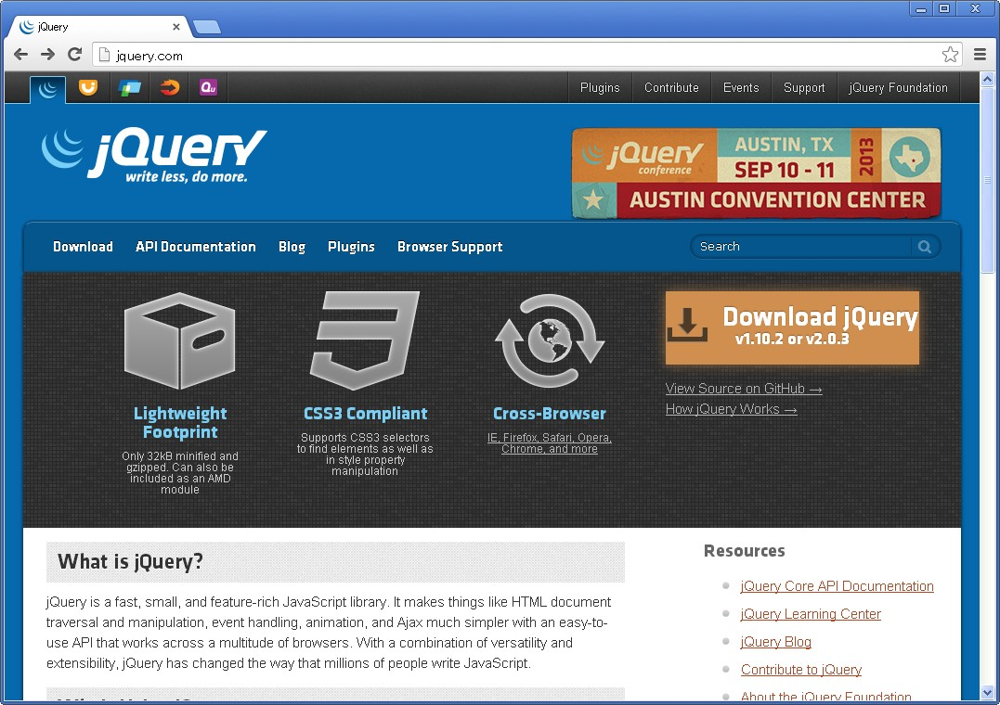 jQuery
jquery.com
Qu
Plugins
Contribute
Events
Support
jQuery Foundation
jQuery
write less, do more.
jQuery
conference
AUSTIN, TX
SEP 10 - 11
2013
AUSTIN CONVENTION CENTER
Download
API Documentation
Blog
Plugins
Browser Support
Search
Lightweight
Footprint
Only 32kB minified and
gzipped. Can also be
included as an AMD
module
CSS3 Compliant
Supports CSS3 selectors
to find elements as well as
in style property
manipulation
Cross-Browser
IE, Firefox, Safari, Opera,
Chrome, and more
Download jQuery
v1.10.2 or v2.0.3
View Source on GitHub →
How jQuery Works →
What is jQuery?
jQuery is a fast, small, and feature-rich JavaScript library. It makes things like HTML document
traversal and manipulation, event handling, animation, and Ajax much simpler with an easy-to-
use API that works across a multitude of browsers. With a combination of versatility and
extensibility, jQuery has changed the way that millions of people write JavaScript.
Resources
jQuery Core API Documentation
jQuery Learning Center
jQuery Blog
Contribute to jQuery
About the jQuery Foundation